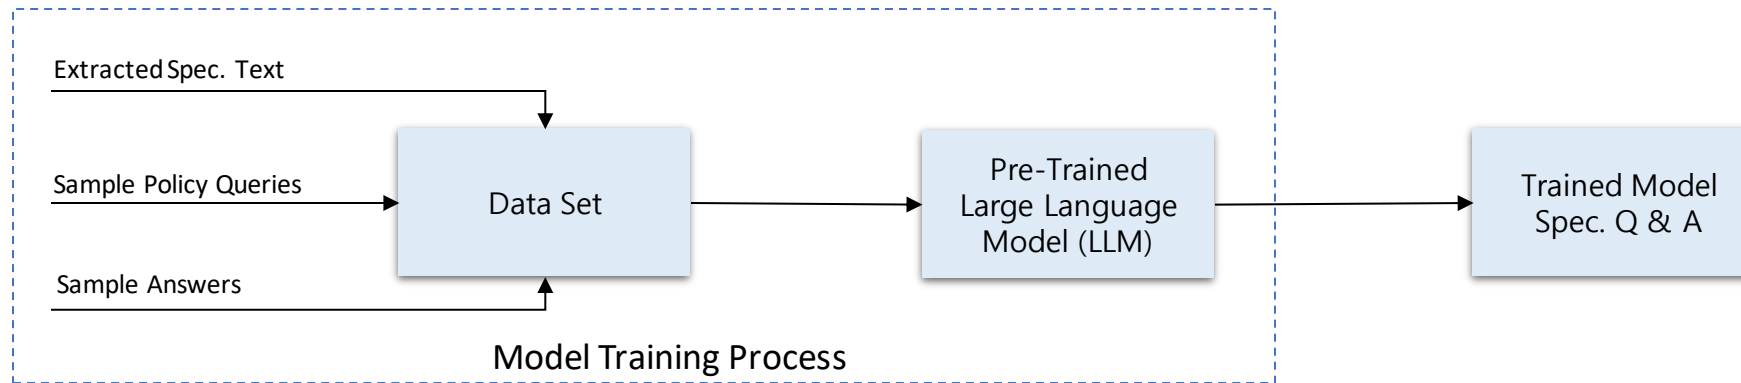 Extracted Spec. Text
Sample Policy Queries
Sample Answers
Data Set
Pre-Trained
Large Language
Model (LLM)
Trained Model
Spec. Q & A
Model Training Process